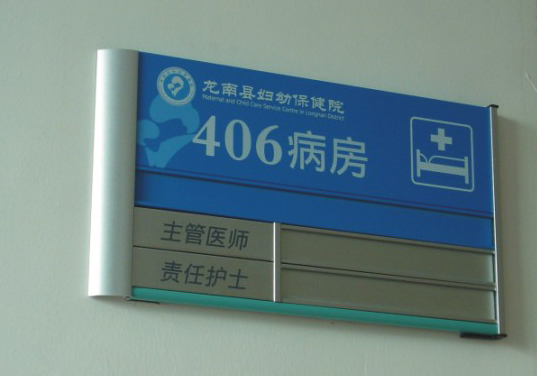 龙南县妇幼保健院
Maternal and Child Care Service Centre in Longnan District
406病房
主管医师
责任护士